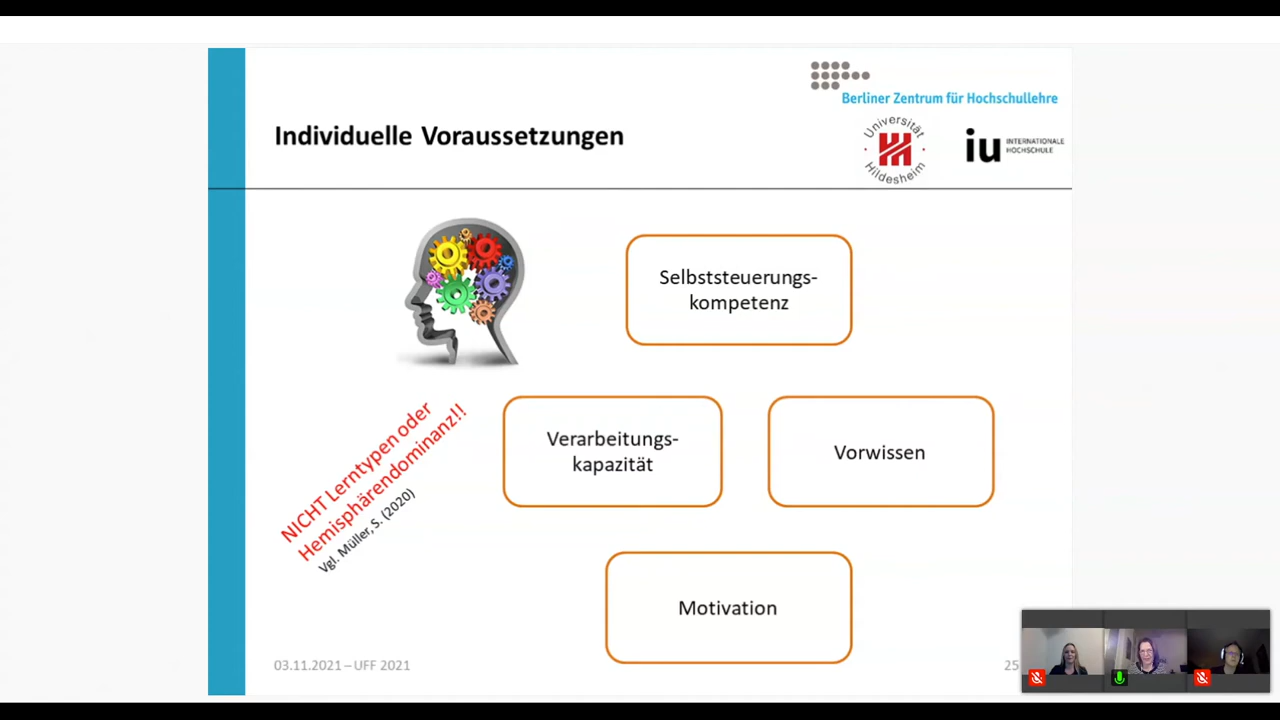 Berliner Zentrum für Hochschullehre
Individuelle Voraussetzungen
Universität
Hildesheim
iu INTERNATIONALE
HOCHSCHULE
Selbststeuerungs-
kompetenz
NICHT Lerntypen oder
Hemisphärendominanz!!
Vgl. Müller, S. (2020)
Verarbeitungs-
kapazität
Vorwissen
Motivation
03.11.2021 – UFF 2021
25